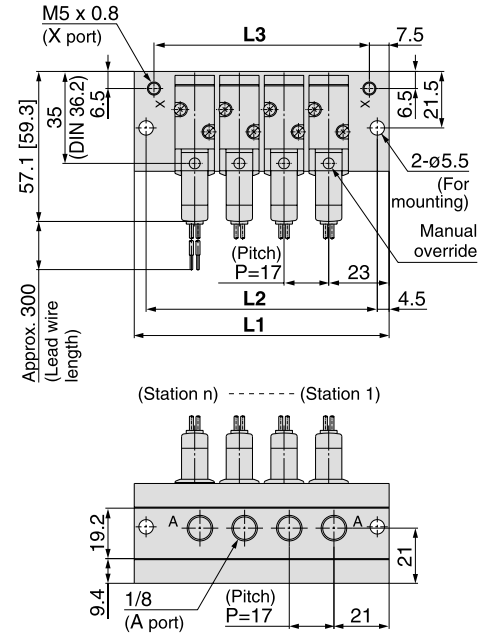 M5 x 0.8
(X port)
L3
7.5
X
X
6.5
35
(DIN 36.2)
57.1 [59.3]
6.5
21.5
2-ø5.5
(For
mounting)
Manual
override
(Pitch)
P=17
23
L2
4.5
L1
Approx. 300
(Lead wire
length)
(Station n)
(Station 1)
A
A
19.2
9.4
21
1/8
(A port)
(Pitch)
P=17
21